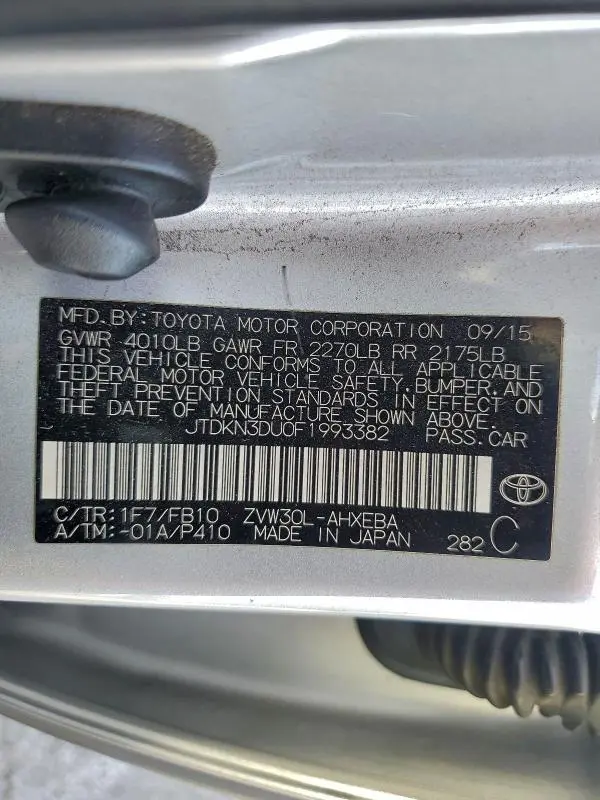 MFD.BY:TOYOTA MOTOR CORPORATION 09/15
GVWR 4010LB GAWR FR 2270LB RR 2175LB
THIS VEHICLE CONFORMS TO ALL APPLICABLE
FEDERAL MOTOR VEHICLE SAFETY, BUMPER, AND
THEFT PREVENTION STANDARDS IN EFFECT ON
THE DATE OF MANUFACTURE SHOWN ABOVE.
JTDKN3DU0F1993382 PASS.CAR
C/TR:1F7/FB10 ZVW30L-AHXEBA
A/TM:-01A/P410 MADE IN JAPAN 282 C